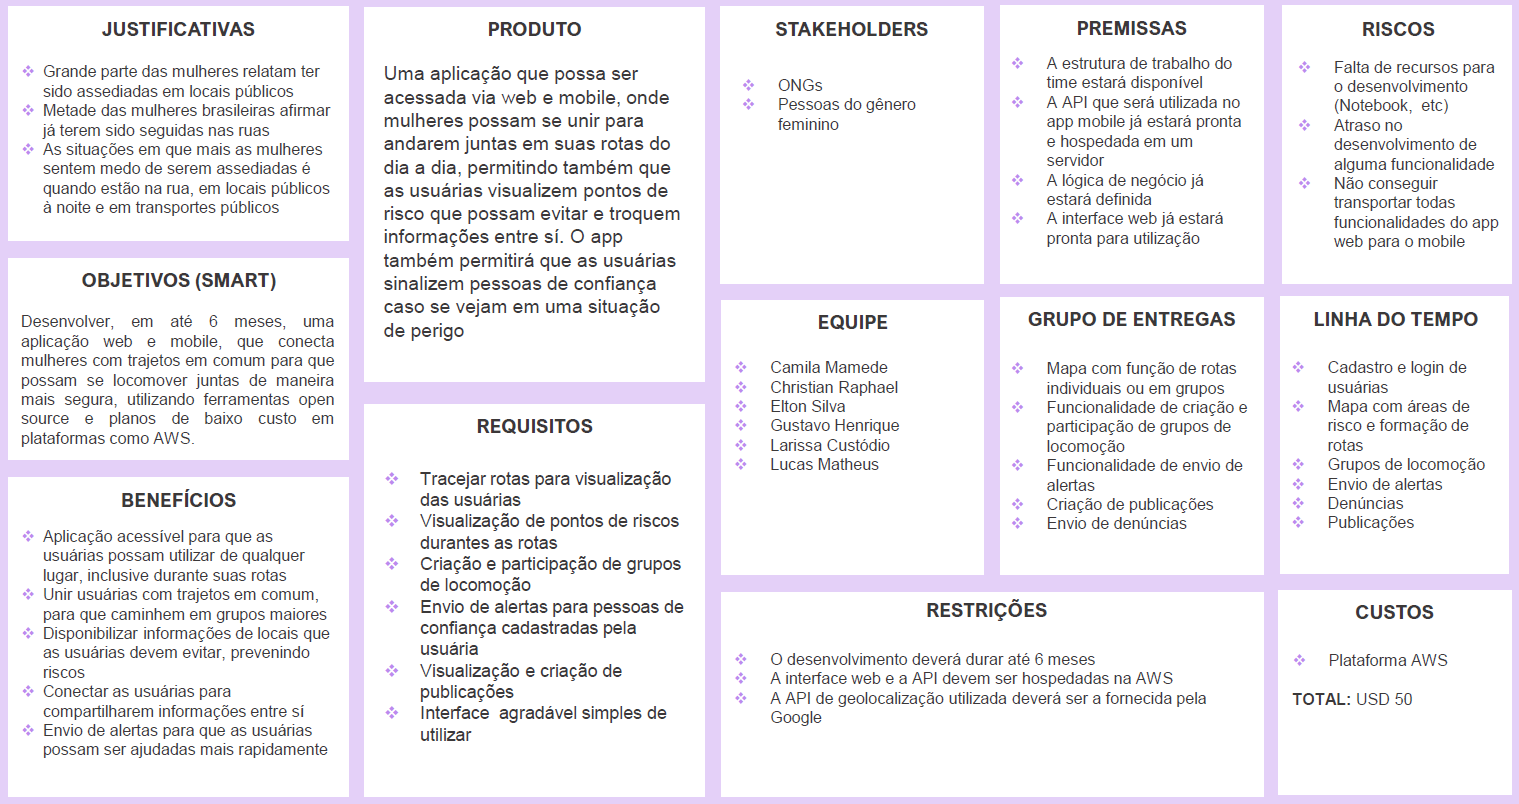 JUSTIFICATIVAS
Grande parte das mulheres relatam ter
sido assediadas em locais públicos
Metade das mulheres brasileiras afirmar
já terem sido seguidas nas ruas
As situações em que mais as mulheres
sentem medo de serem assediadas é
quando estão na rua, em locais públicos
à noite e em transportes públicos
OBJETIVOS (SMART)
Desenvolver, em até 6 meses, uma
aplicação web e mobile, que conecta
mulheres com trajetos em comum para que
possam se locomover juntas de maneira
mais segura, utilizando ferramentas open
source e planos de baixo custo em
plataformas como AWS.
BENEFÍCIOS
Aplicação acessível para que as
usuárias possam utilizar de qualquer
lugar, inclusive durante suas rotas
Unir usuárias com trajetos em comum,
para que caminhem em grupos maiores
Disponibilizar informações de locais que
as usuárias devem evitar, prevenindo
riscos
Conectar as usuárias para
compartilharem informações entre sí
Envio de alertas para que as usuárias
possam ser ajudadas mais rapidamente
PRODUTO
Uma aplicação que possa ser
acessada via web e mobile, onde
mulheres possam se unir para
andarem juntas em suas rotas do
dia a dia, permitindo também que
as usuárias visualizem pontos de
risco que possam evitar e troquem
informações entre sí. O app
também permitirá que as usuárias
sinalizem pessoas de confiança
caso se vejam em uma situação
de perigo
REQUISITOS
Tracejar rotas para visualização
das usuárias
Visualização de pontos de riscos
durantes as rotas
Criação e participação de grupos
de locomoção
Envio de alertas para pessoas de
confiança cadastradas pela
usuária
Visualização e criação de
publicações
Interface agradável simples de
utilizar
STAKEHOLDERS
ONGs
Pessoas do gênero
feminino
EQUIPE
Camila Mamede
Christian Raphael
Elton Silva
Gustavo Henrique
Larissa Custódio
Lucas Matheus
PREMISSAS
A estrutura de trabalho do
time estará disponível
A API que será utilizada no
app mobile já estará pronta
e hospedada em um
servidor
A lógica de negócio já
estará definida
A interface web já estará
pronta para utilização
GRUPO DE ENTREGAS
Mapa com função de rotas
individuais ou em grupos
Funcionalidade de criação e
participação de grupos de
locomoção
Funcionalidade de envio de
alertas
Criação de publicações
Envio de denúncias
RESTRIÇÕES
O desenvolvimento deverá durar até 6 meses
A interface web e a API devem ser hospedadas na AWS
A API de geolocalização utilizada deverá ser a fornecida pela
Google
RISCOS
Falta de recursos para
o desenvolvimento
(Notebook, etc)
Atraso no
desenvolvimento de
alguma funcionalidade
Não conseguir
transportar todas
funcionalidades do app
web para o mobile
LINHA DO TEMPO
Cadastro e login de
usuárias
Mapa com áreas de
risco e formação de
rotas
Grupos de locomoção
Envio de alertas
Denúncias
Publicações
CUSTOS
Plataforma AWS
TOTAL: USD 50